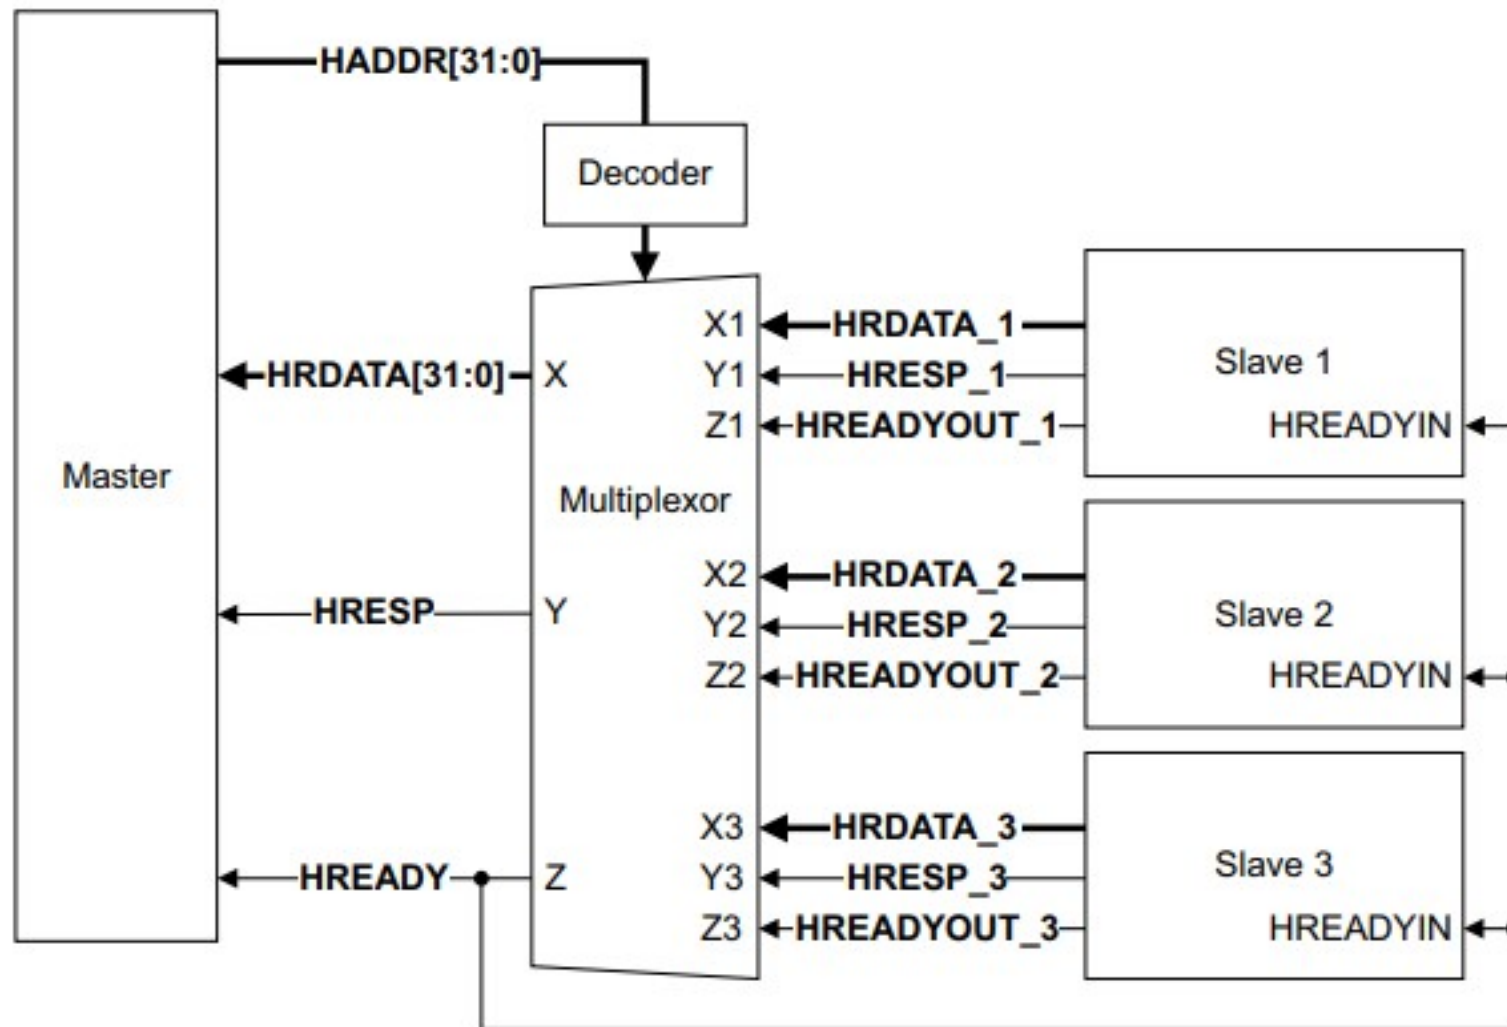 HADDR[31:0]
Decoder
X1
HRDATA_1
Slave 1
HRDATA[31:0]
X
Y1
HRESP_1
Z1
HREADYOUT_1
HREADYIN
Master
Multiplexor
X2
HRDATA_2
Slave 2
HRESP
Y
Y2
HRESP_2
Z2
HREADYOUT_2
HREADYIN
X3
HRDATA_3
Slave 3
HREADY
Z
Y3
HRESP_3
Z3
HREADYOUT_3
HREADYIN